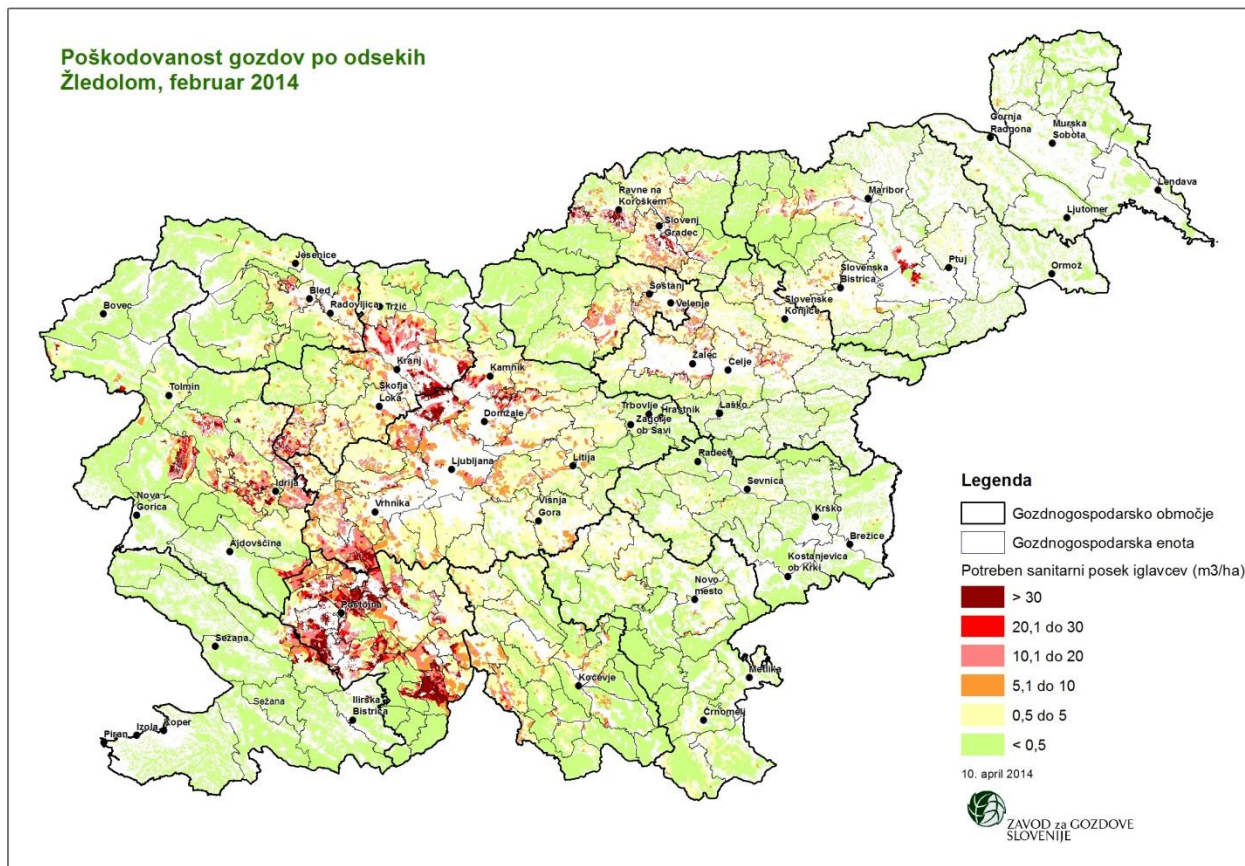 Poškodovanost gozdov po odsekih
Žledolom, februar 2014
Gornja
Radgona
Murska
Sobota
Lendava
Ljutomer
Ormož
Ptuj
Maribor
Ravne na
Koroškem
Slovenj
Gradec
Slovenska
Bistrica
Slovenske
Konjice
Šoštanj
Velenje
Žalec
Celje
Laško
Jesenice
Bled
Radovljica
Tržič
Bovec
Kranj
Kamnik
Škofja
Loka
Domžale
Tolmin
Trbovlje
Hrastnik
Zagorje
ob Savi
Ljubljana
Litija
Radeče
Sevnica
Idrija
Vrhnika
Višnja
Gora
Krško
Brežice
Nova
Gorica
Ajdovščina
Kostanjevica
ob Krki
Novo
mesto
Postojna
Sežana
Metlika
Kočevje
Črnomelj
Sežana
Ilirska
Bistrica
Koper
Izola
Piran
Legenda
Gozdnogospodarsko območje
Gozdnogospodarska enota
Potreben sanitarni posek iglavcev (m3/ha)
> 30
20,1 do 30
10,1 do 20
5,1 do 10
0,5 do 5
< 0,5
10. april 2014
ZAVOD za GOZDOVE
SLOVENIJE